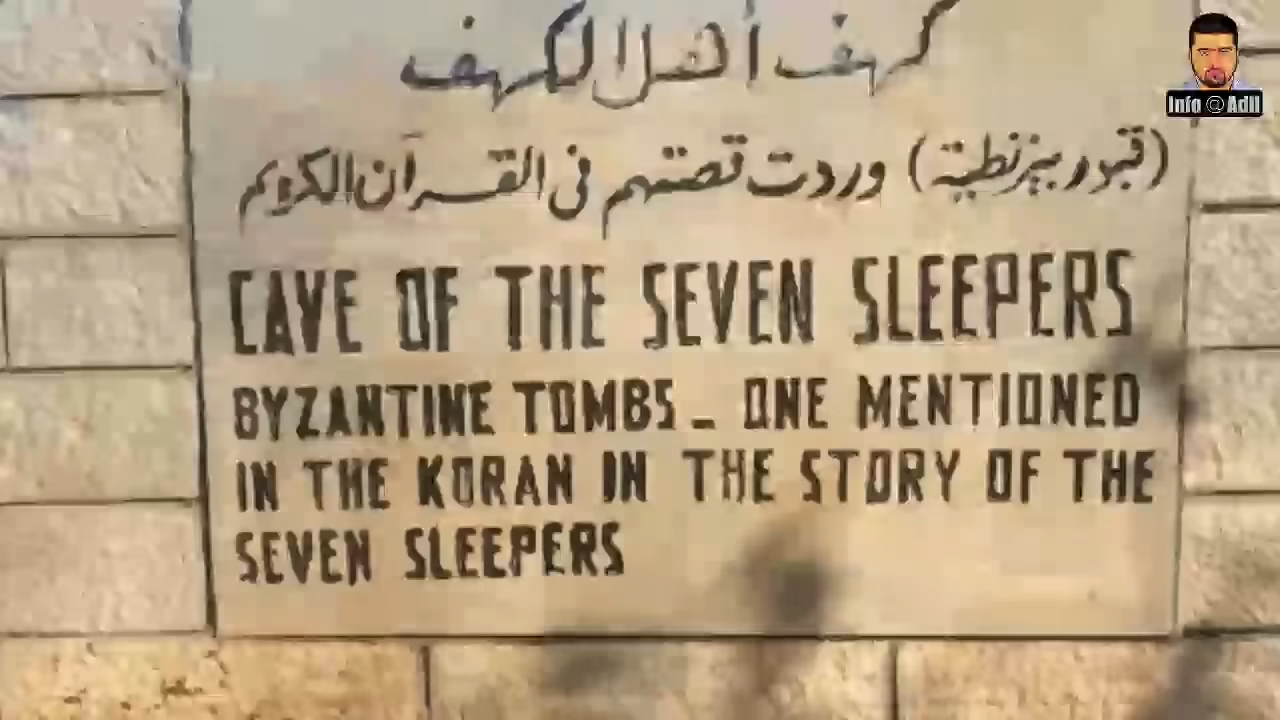 كهف أهل الكهف
(قبور بيزنطية) وردت قصتهم في القرآن الكريم
CAVE OF THE SEVEN SLEEPERS
BYZANTINE TOMBS_ ONE MENTIONED
IN THE KORAN IN THE STORY OF THE
SEVEN SLEEPERS
Info @ Adil